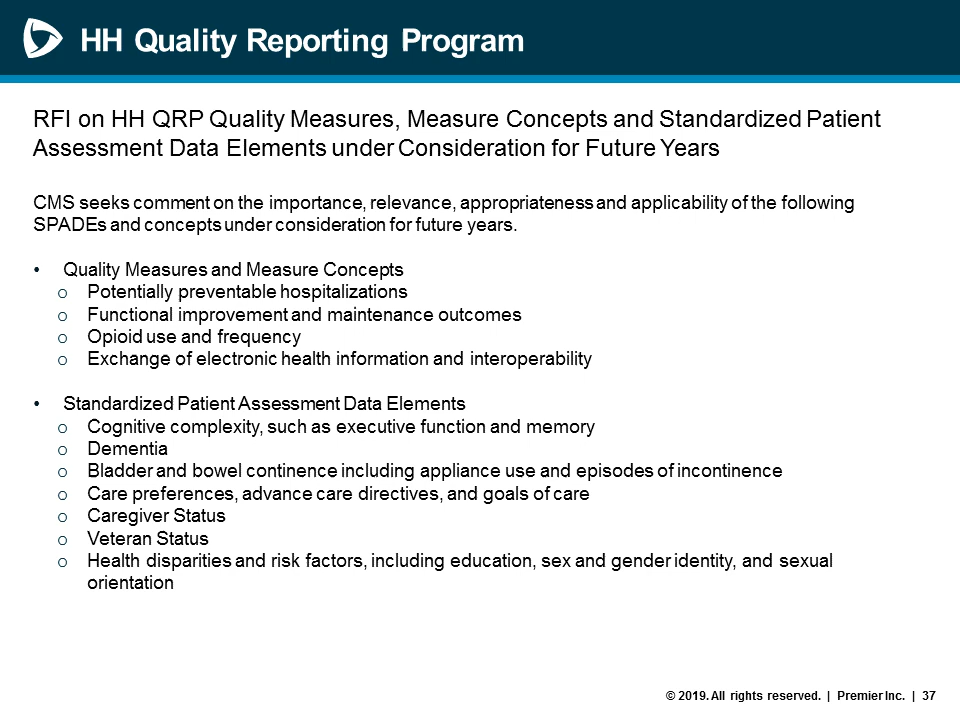 HH Quality Reporting Program
RFI on HH QRP Quality Measures, Measure Concepts and Standardized Patient
Assessment Data Elements under Consideration for Future Years
CMS seeks comment on the importance, relevance, appropriateness and applicability of the following
SPADEs and concepts under consideration for future years.
• Quality Measures and Measure Concepts
o Potentially preventable hospitalizations
o Functional improvement and maintenance outcomes
o Opioid use and frequency
o Exchange of electronic health information and interoperability
• Standardized Patient Assessment Data Elements
o Cognitive complexity, such as executive function and memory
o Dementia
o Bladder and bowel continence including appliance use and episodes of incontinence
o Care preferences, advance care directives, and goals of care
o Caregiver Status
o Veteran Status
o Health disparities and risk factors, including education, sex and gender identity, and sexual
orientation
© 2019. All rights reserved. | Premier Inc. | 37